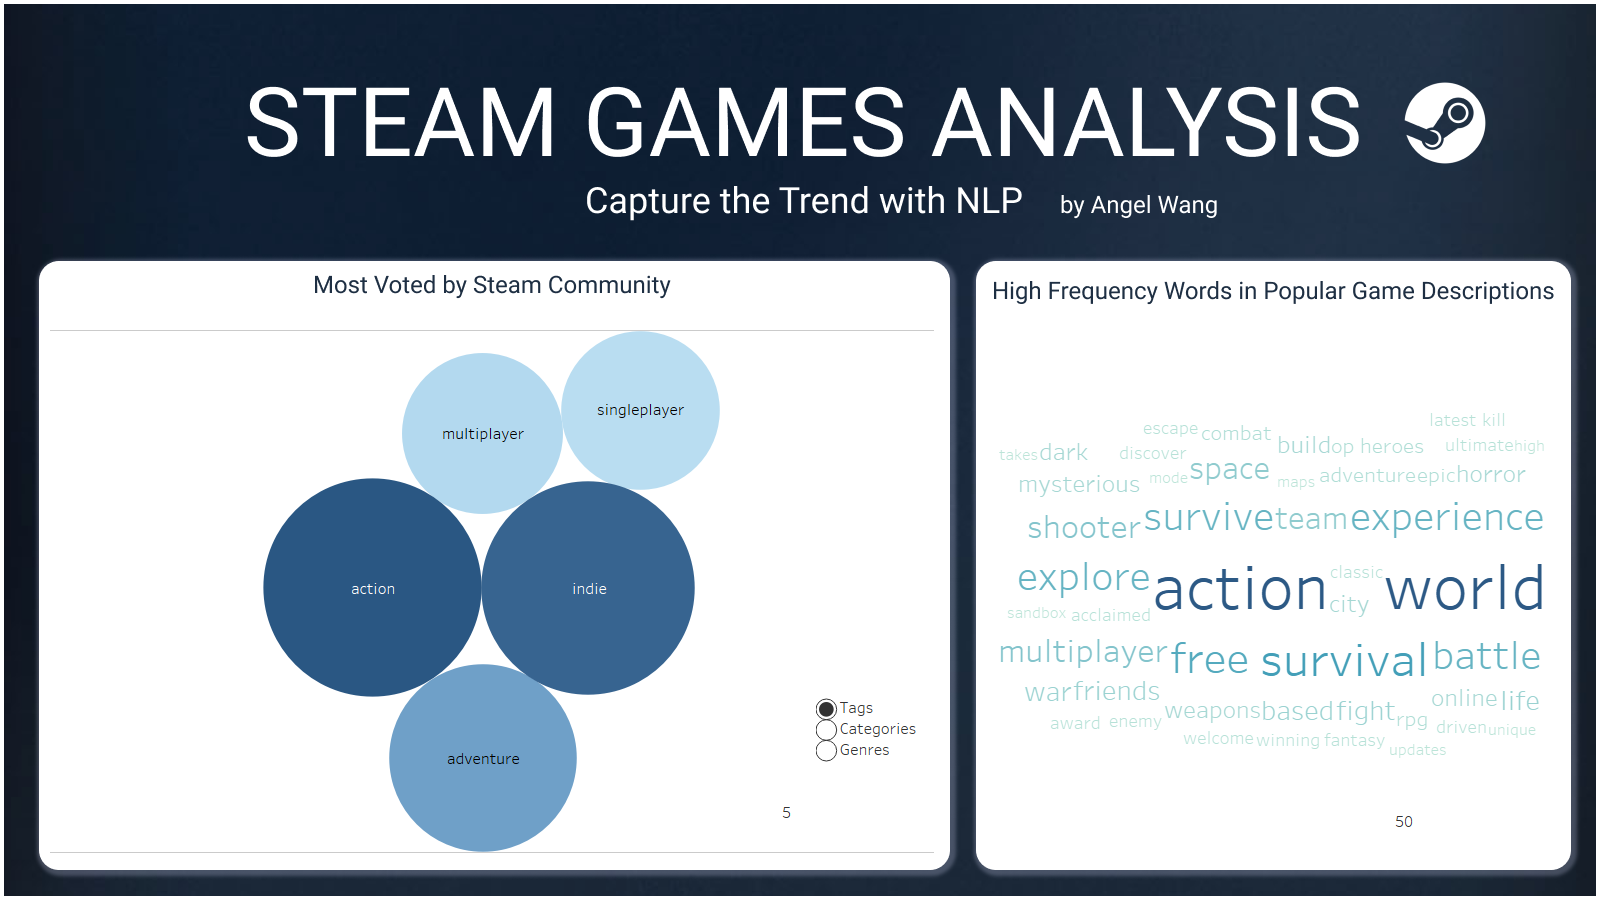 STEAM GAMES ANALYSIS
Capture the Trend with NLP by Angel Wang
Most Voted by Steam Community
singleplayer
multiplayer
action
indie
adventure
Tags
Categories
Genres
5
High Frequency Words in Popular Game Descriptions
latest kill
escape combat
takes dark discover build op heroes ultimate high
mysterious mode space maps adventure epic horror
shooter survive team experience
explore action classic world
sandbox acclaimed city
multiplayer free survival battle
war friends weapons based fight rpg online life
award enemy driven unique
welcome winning fantasy updates
50